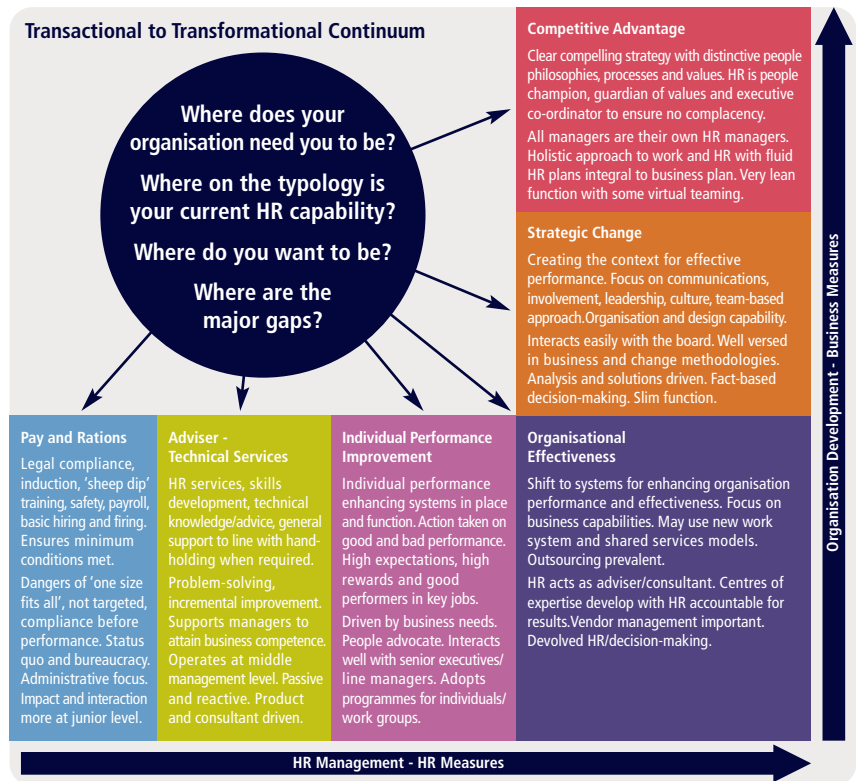 Transactional to Transformational Continuum
Where does your
organisation need you to be?
Where on the typology is
your current HR capability?
Where do you want to be?
Where are the
major gaps?
Competitive Advantage
Clear compelling strategy with distinctive people
philosophies, processes and values. HR is people
champion, guardian of values and executive
co-ordinator to ensure no complacency.
All managers are their own HR managers.
Holistic approach to work and HR with fluid
HR plans integral to business plan. Very lean
function with some virtual teaming.
Strategic Change
Creating the context for effective
performance. Focus on communications,
involvement, leadership, culture, team-based
approach.Organisation and design capability.
Interacts easily with the board. Well versed
in business and change methodologies.
Analysis and solutions driven. Fact-based
decision-making. Slim function.
Pay and Rations
Legal compliance,
induction, ‘sheep dip’
training, safety, payroll,
basic hiring and firing.
Ensures minimum
conditions met.
Dangers of ‘one size
fits all’, not targeted,
compliance before
performance. Status
quo and bureaucracy.
Administrative focus.
Impact and interaction
more at junior level.
Adviser -
Technical Services
HR services, skills
development, technical
knowledge/advice, general
support to line with hand-
holding when required.
Problem-solving,
incremental improvement.
Supports managers to
attain business competence.
Operates at middle
management level. Passive
and reactive. Product
and consultant driven.
Individual Performance
Improvement
Individual performance
enhancing systems in place
and function. Action taken on
good and bad performance.
High expectations, high
rewards and good
performers in key jobs.
Driven by business needs.
People advocate. Interacts
well with senior executives/
line managers. Adopts
programmes for individuals/
work groups.
Organisational
Effectiveness
Shift to systems for enhancing organisation
performance and effectiveness. Focus on
business capabilities. May use new work
system and shared services models.
Outsourcing prevalent.
HR acts as adviser/consultant. Centres of
expertise develop with HR accountable for
results.Vendor management important.
Devolved HR/decision-making.
Organisation Development - Business Measures
HR Management - HR Measures